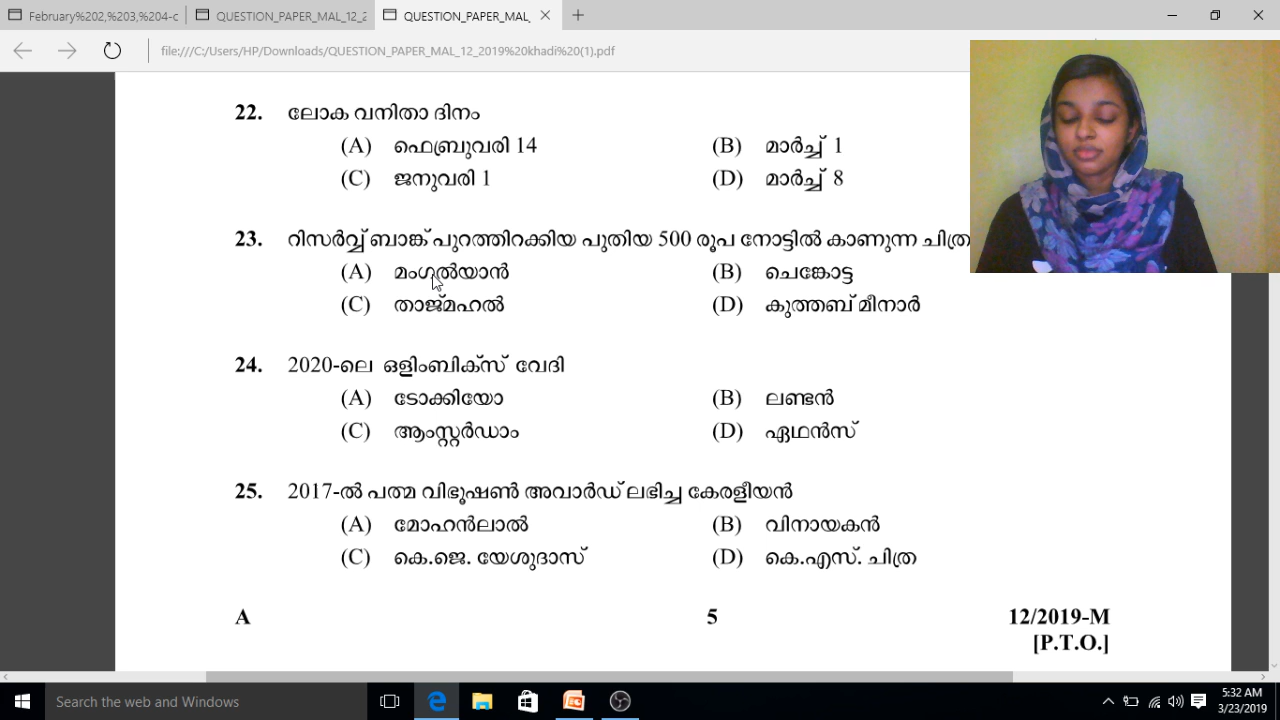 February%202,%203,%204-c
QUESTION_PAPER_MAL_12_2
QUESTION_PAPER_MAL_
file:///C:/Users/HP/Downloads/QUESTION_PAPER_MAL_12_2019%20khadi%20(1).pdf
22. ലോക വനിതാ ദിനം
(A) ഫെബ്രുവരി 14 (B) മാർച്ച് 1
(C) ജനുവരി 1 (D) മാർച്ച് 8
23. റിസർവ്വ് ബാങ്ക് പുറത്തിറക്കിയ പുതിയ 500 രൂപ നോട്ടിൽ കാണുന്ന ചിത്ര
(A) മംഗൽയാൻ (B) ചെങ്കോട്ട
(C) താജ്മഹൽ (D) കുത്തബ് മീനാർ
24. 2020-ലെ ഒളിംബിക്സ് വേദി
(A) ടോക്കിയോ (B) ലണ്ടൻ
(C) ആംസ്റ്റർഡാം (D) ഏഥൻസ്
25. 2017-ൽ പത്മ വിഭൂഷൺ അവാർഡ് ലഭിച്ച കേരളീയൻ
(A) മോഹൻലാൽ (B) വിനായകൻ
(C) കെ.ജെ. യേശുദാസ് (D) കെ.എസ്. ചിത്ര
A 5 12/2019-M
[P.T.O.]
Search the web and Windows
5:32 AM
3/23/2019